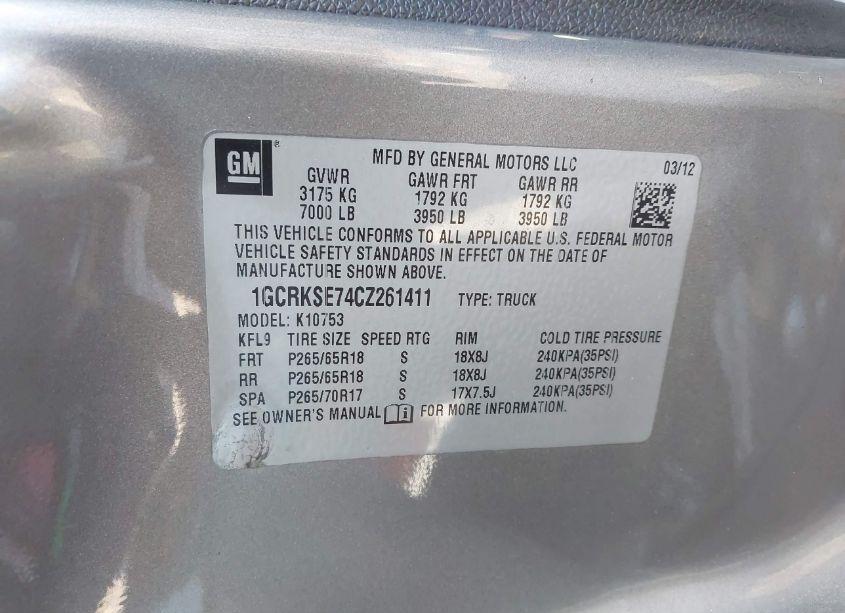 GM ®
MFD BY GENERAL MOTORS LLC 03/12
GVWR GAWR FRT GAWR RR
3175 KG 1792 KG 1792 KG
7000 LB 3950 LB 3950 LB
THIS VEHICLE CONFORMS TO ALL APPLICABLE U.S. FEDERAL MOTOR
VEHICLE SAFETY STANDARDS IN EFFECT ON THE DATE OF
MANUFACTURE SHOWN ABOVE.
1GCRKSE74CZ261411 TYPE: TRUCK
MODEL: K10753
KFL9 TIRE SIZE SPEED RTG RIM COLD TIRE PRESSURE
FRT P265/65R18 S 18X8J 240KPA(35PSI)
RR P265/65R18 S 18X8J 240KPA(35PSI)
SPA P265/70R17 S 17X7.5J 240KPA(35PSI)
SEE OWNER'S MANUAL FOR MORE INFORMATION.